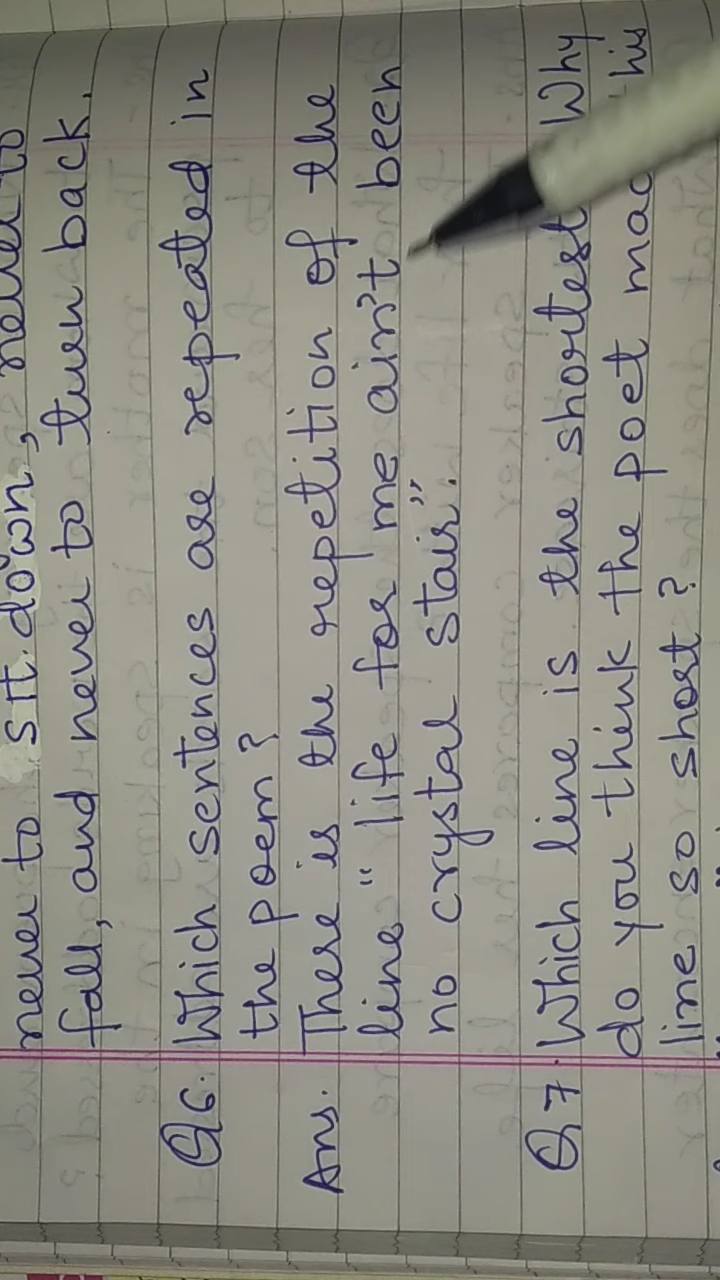 never to sit down, never to
fall, and never to turn back.
Q6. Which sentences are repeated in
the poem?
Ans. There is the repetition of the
line " life for me ain't been
no crystal stair".
Q7. Which line is the shortest Why
do you think the poet mad this
line so short?